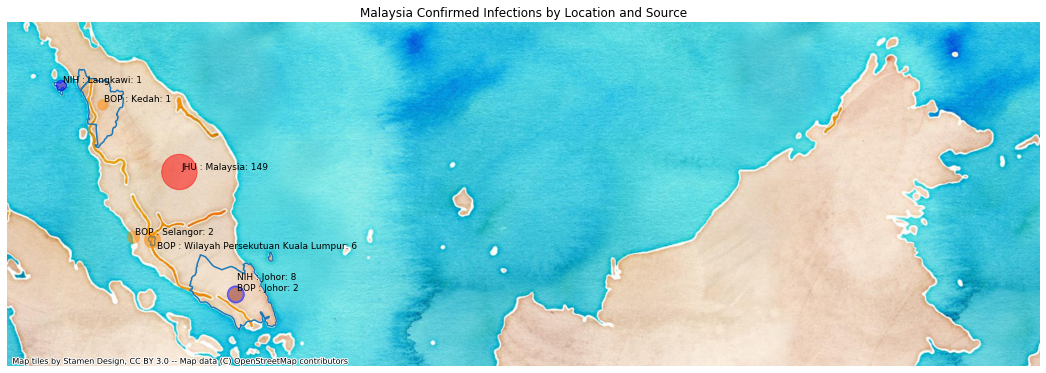 Malaysia Confirmed Infections by Location and Source
NIH : Langkawi: 1
BOP : Kedah: 1
JHU : Malaysia: 149
BOP : Selangor: 2
BOP : Wilayah Persekutuan Kuala Lumpur: 6
NIH : Johor: 8
BOP : Johor: 2
Map tiles by Stamen Design, CC BY 3.0 -- Map data (C) OpenStreetMap contributors